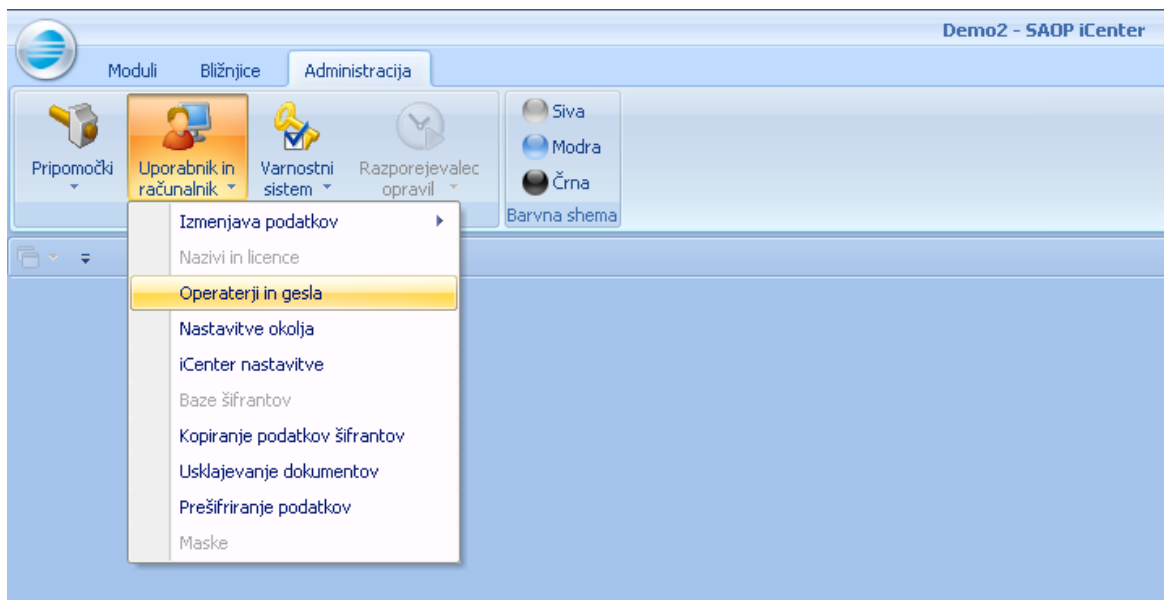 Demo2 - SAOP iCenter
Moduli Bližnjice Administracija
Pripomočki
Uporabnik in
računalnik
Varnostni
sistem
Razporejevalec
opravil
Siva
Modra
Črna
Barvna shema
Izmenjava podatkov
Nazivi in licence
Operaterji in gesla
Nastavitve okolja
iCenter nastavitve
Baze šifrantov
Kopiranje podatkov šifrantov
Usklajevanje dokumentov
Prešifriranje podatkov
Maske